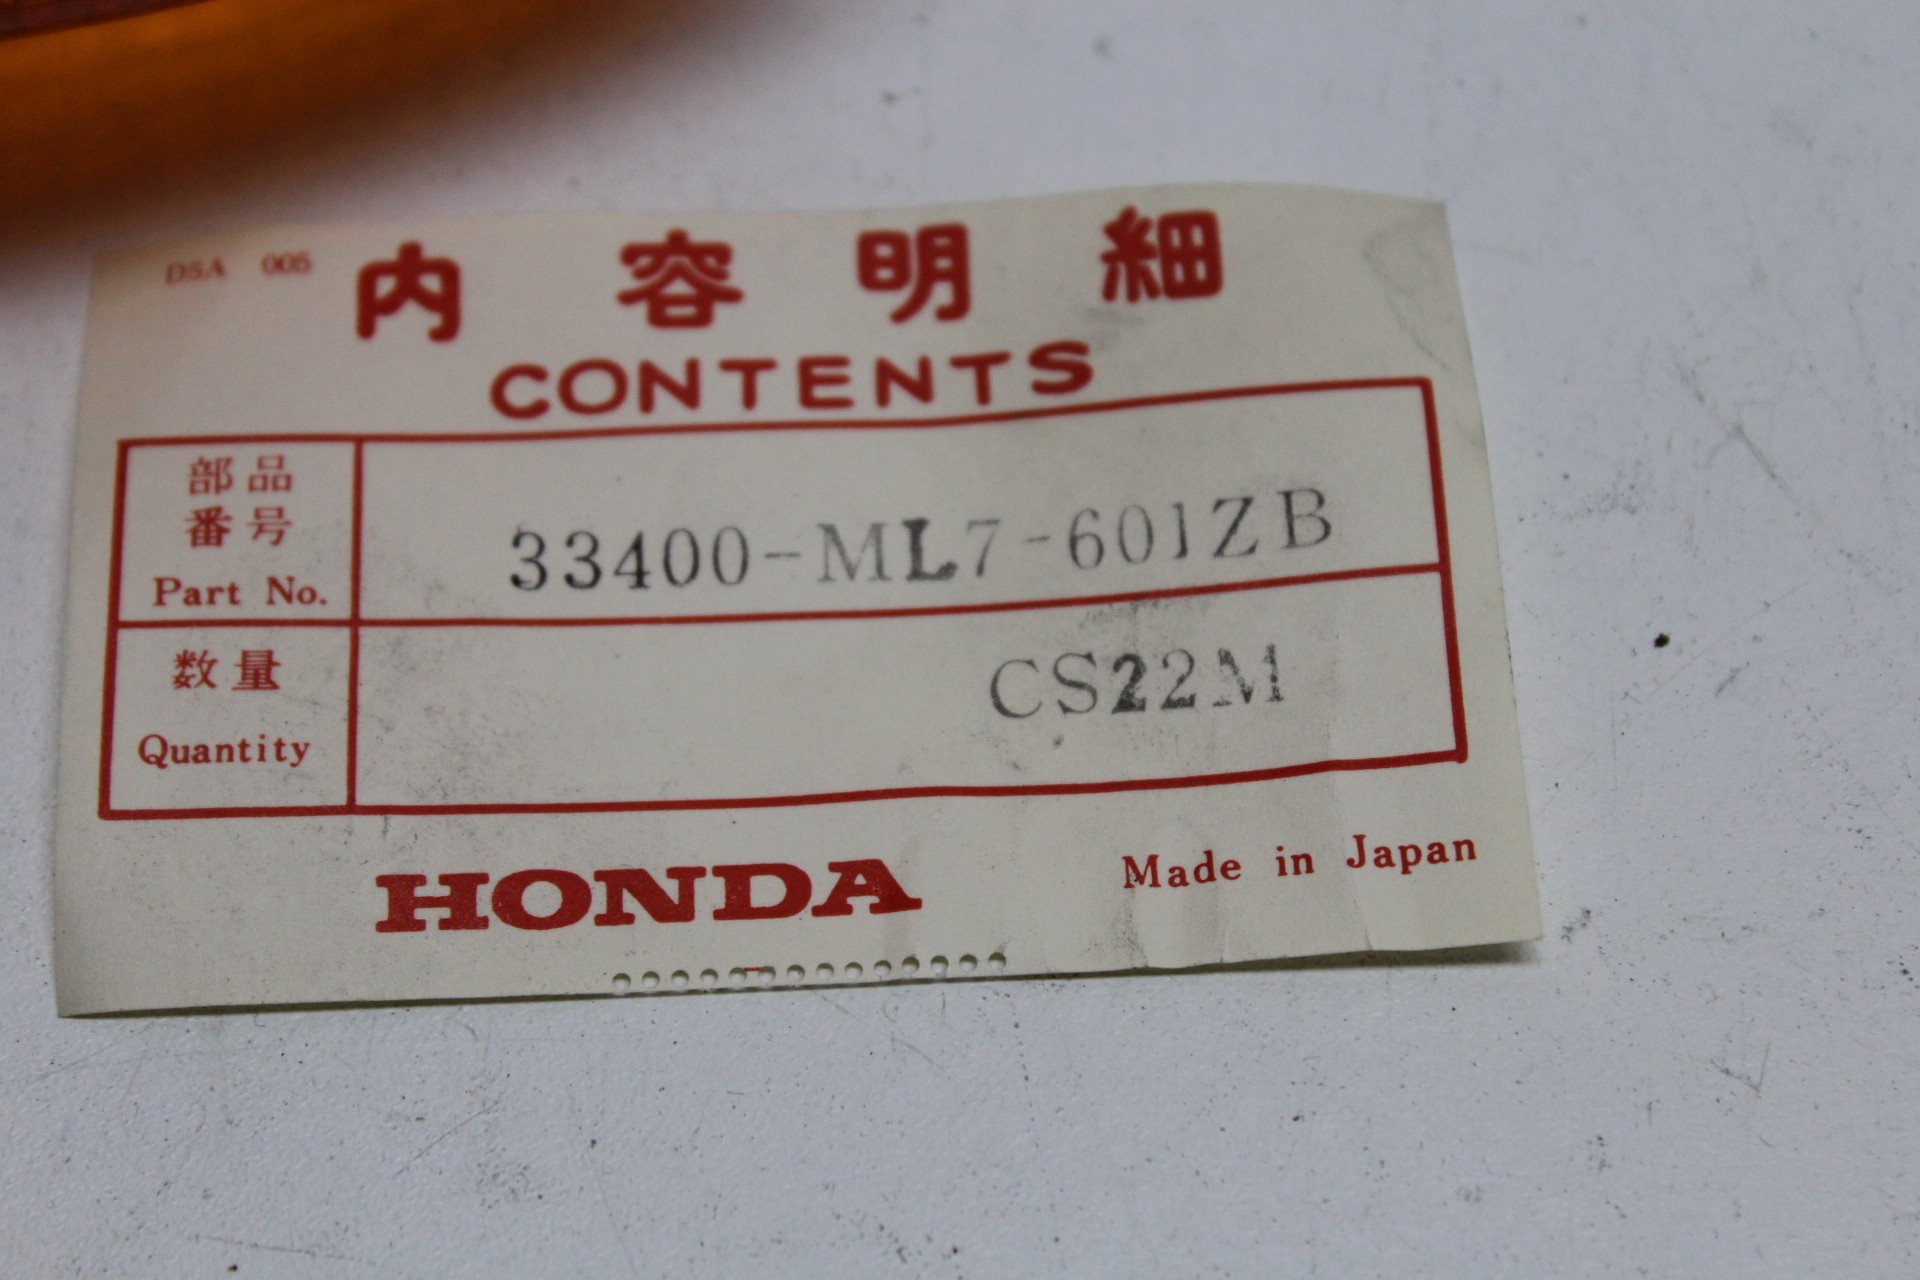 D5A 005
内容明細
CONTENTS
部品
番号
Part No.
33400-ML7-601ZB
数量
Quantity
CS22M
HONDA
Made in Japan